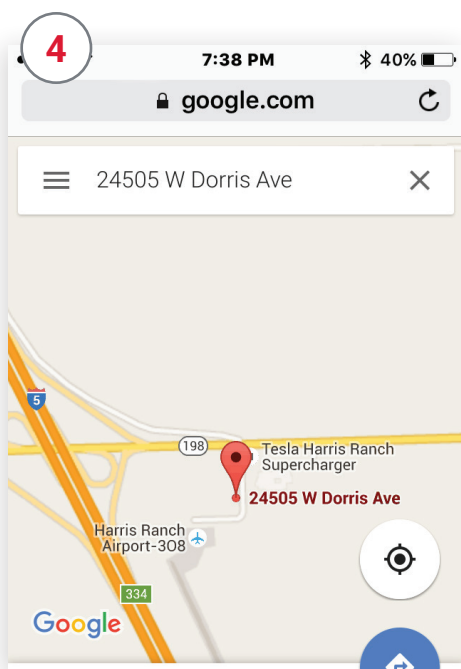 4
7:38 PM
40%
google.com
24505 W Dorris Ave
5
198
Tesla Harris Ranch
Supercharger
24505 W Dorris Ave
Harris Ranch
Airport-308
334
Google